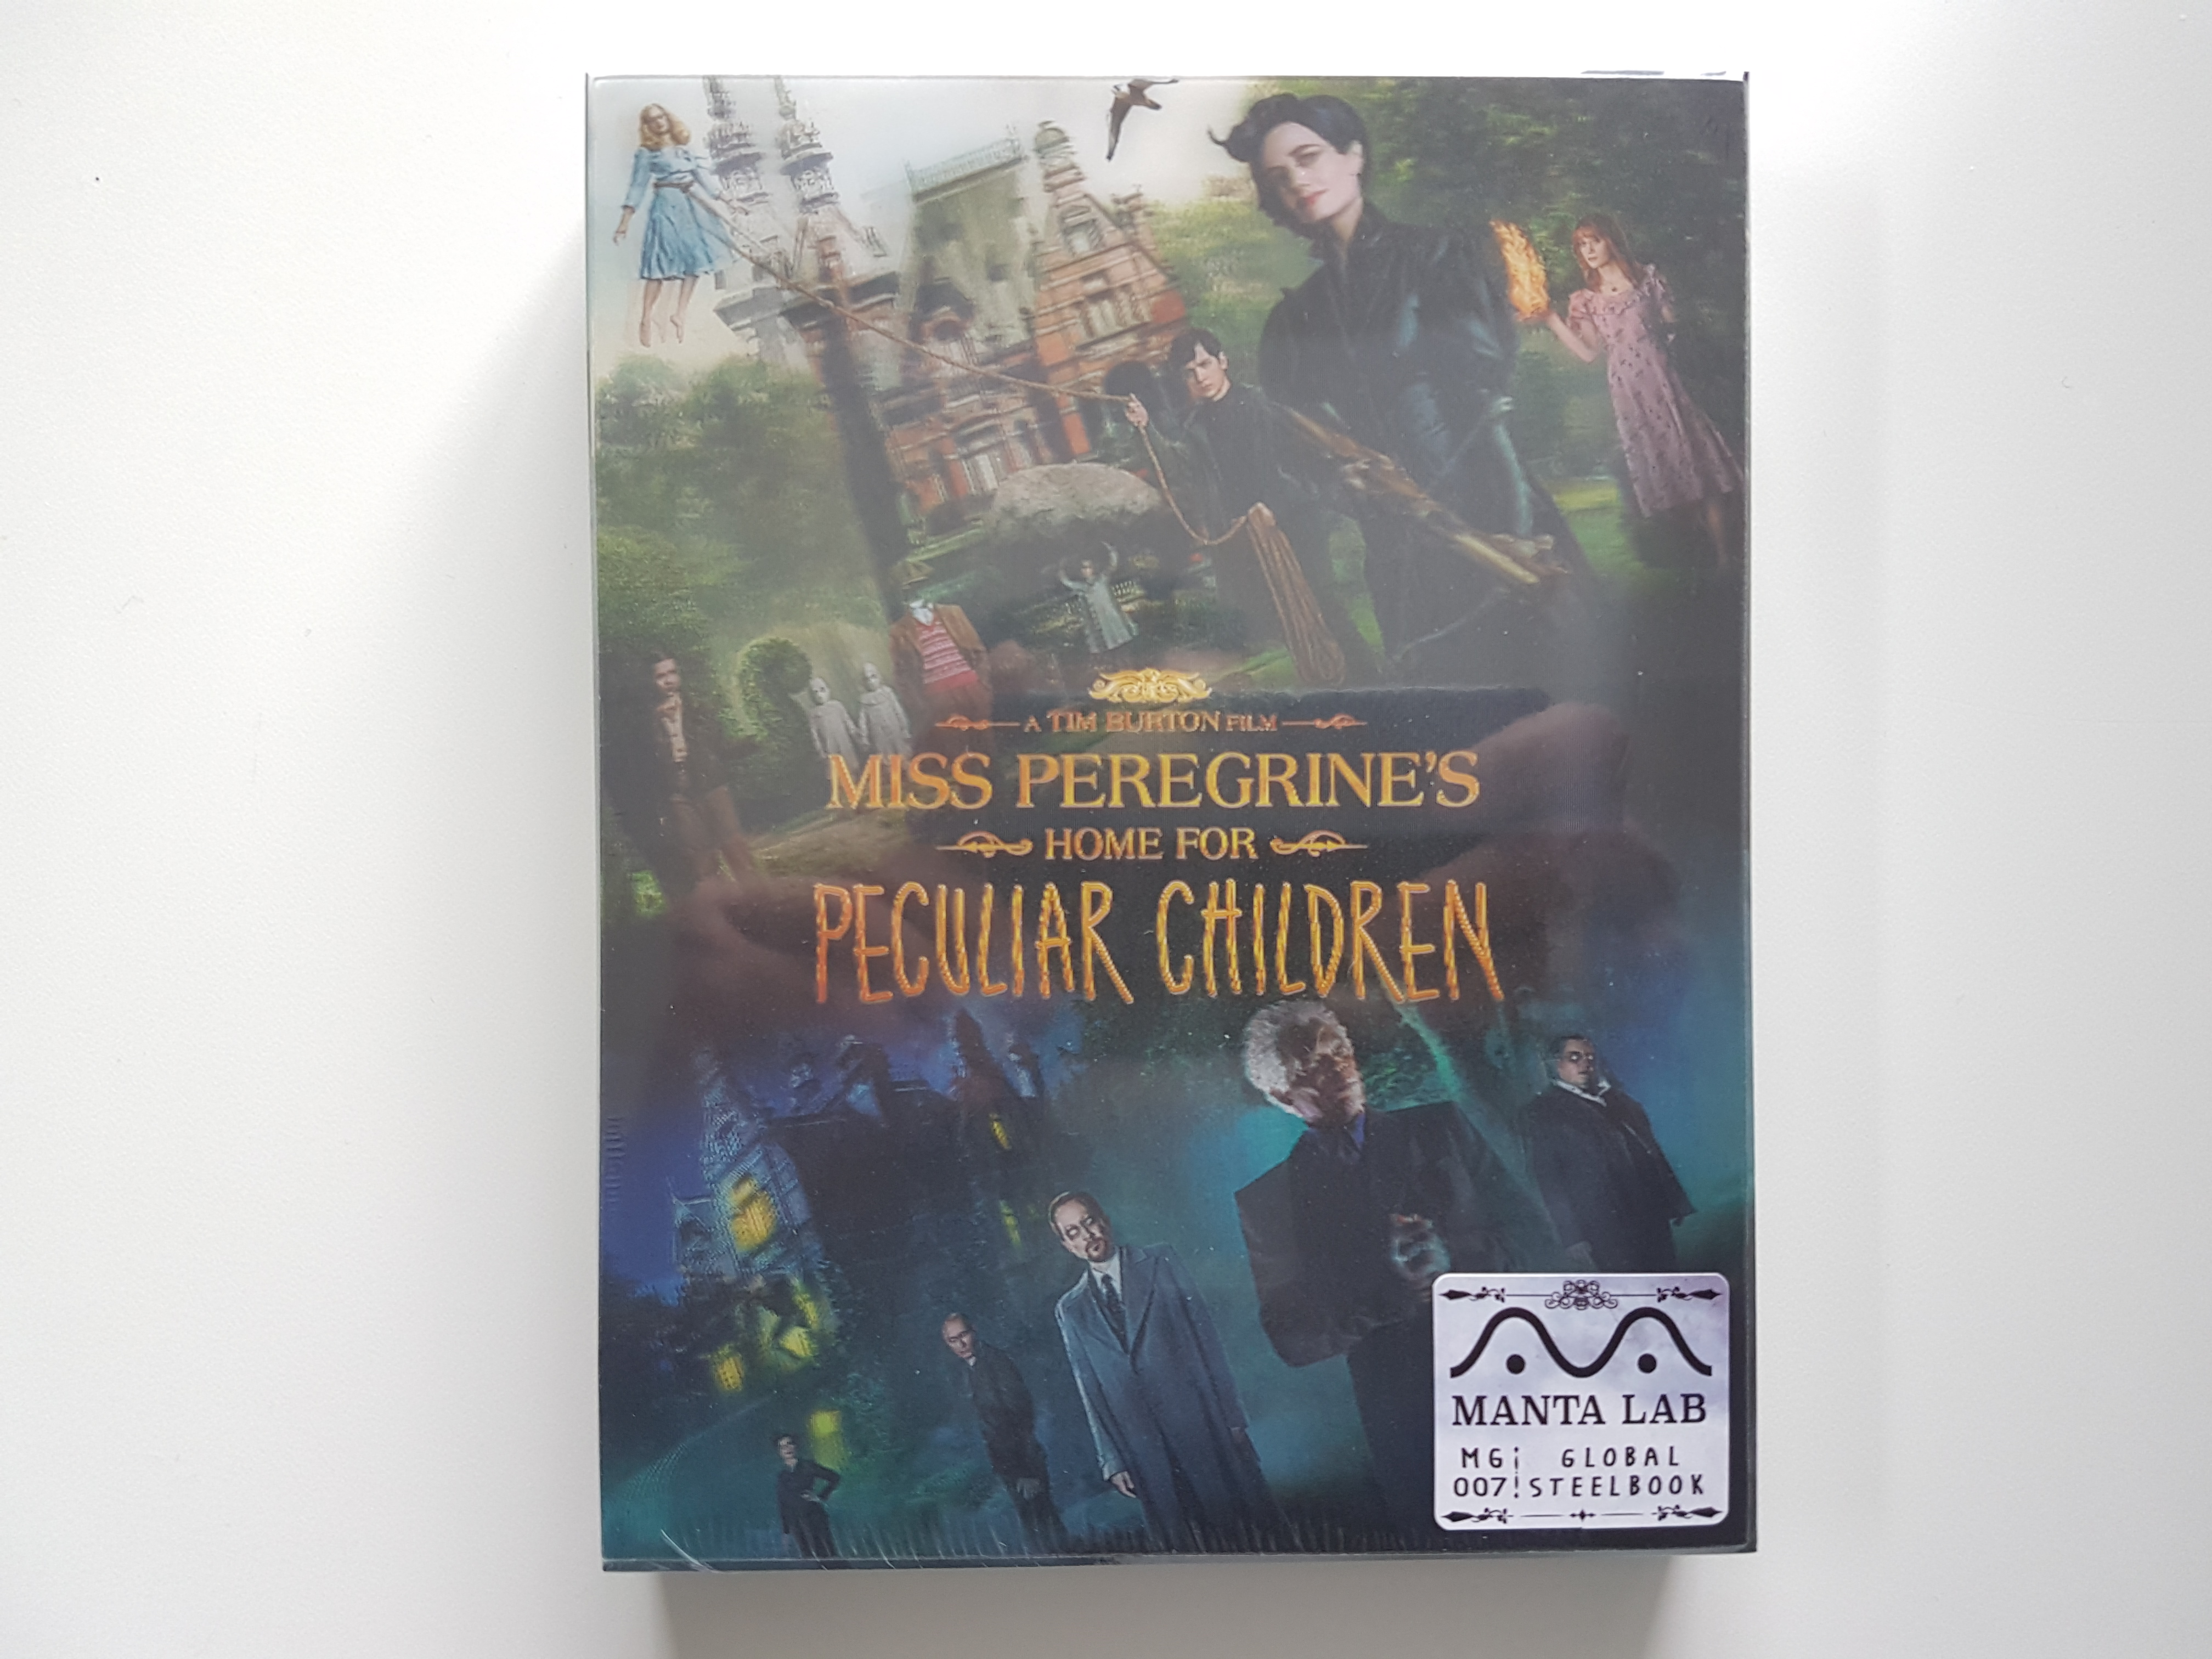 A TIM BURTON FILM
MISS PEREGRINE'S
HOME FOR
PECULIAR CHILDREN
MANTA LAB
MG¡ GLOBAL
007! STEELBOOK